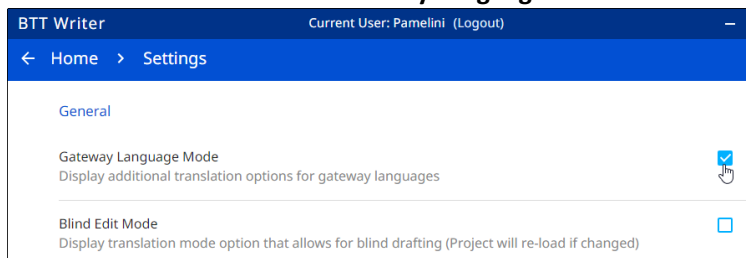 BTT Writer Current User: Pamelini (Logout)
Home > Settings
General
Gateway Language Mode
Display additional translation options for gateway languages
Blind Edit Mode
Display translation mode option that allows for blind drafting (Project will re-load if changed)